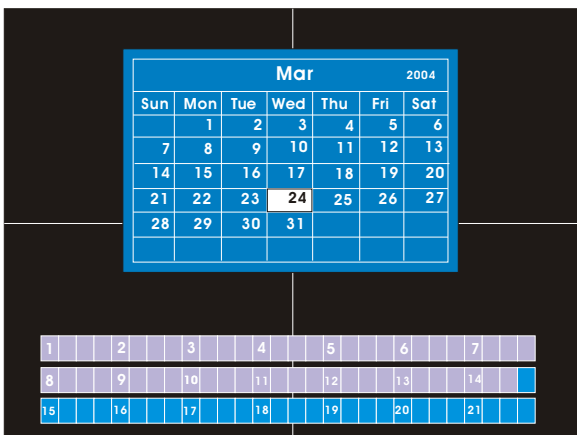 Mar 2004
Sun Mon Tue Wed Thu Fri Sat
1 2 3 4 5 6
7 8 9 10 11 12 13
14 15 16 17 18 19 20
21 22 23 24 25 26 27
28 29 30 31
1 2 3 4 5 6 7
8 9 10 11 12 13 14
15 16 17 18 19 20 21